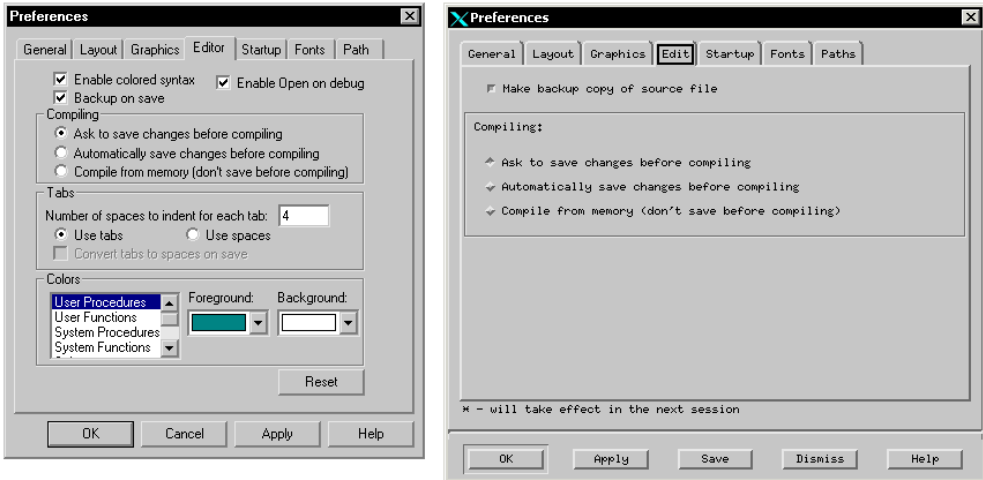 Preferences
General Layout Graphics Editor Startup Fonts Path
Enable colored syntax Enable Open on debug
Backup on save
Compiling
Ask to save changes before compiling
Automatically save changes before compiling
Compile from memory (don't save before compiling)
Tabs
Number of spaces to indent for each tab: 4
Use tabs Use spaces
Convert tabs to spaces on save
Colors
User Procedures Foreground: Background:
User Functions
System Procedures
System Functions
Reset
OK Cancel Apply Help
Preferences
General Layout Graphics Edit Startup Fonts Paths
Make backup copy of source file
Compiling:
Ask to save changes before compiling
Automatically save changes before compiling
Compile from memory (don't save before compiling)
* - will take effect in the next session
OK Apply Save Dismiss Help